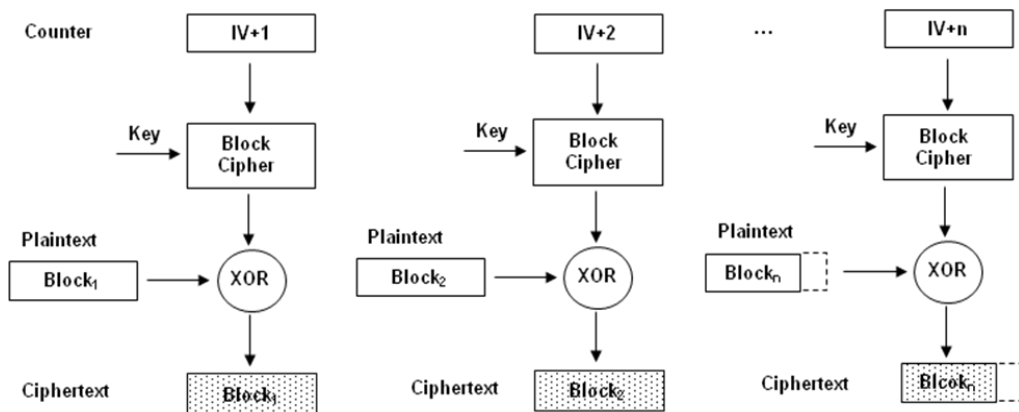 Counter IV+1 IV+2 ... IV+n
Key Block Cipher Key Block Cipher Key Block Cipher
Plaintext Plaintext Plaintext
Block₁ XOR Block₂ XOR Blockₙ XOR
Ciphertext Block₁ Ciphertext Block₂ Ciphertext Blcokₙ